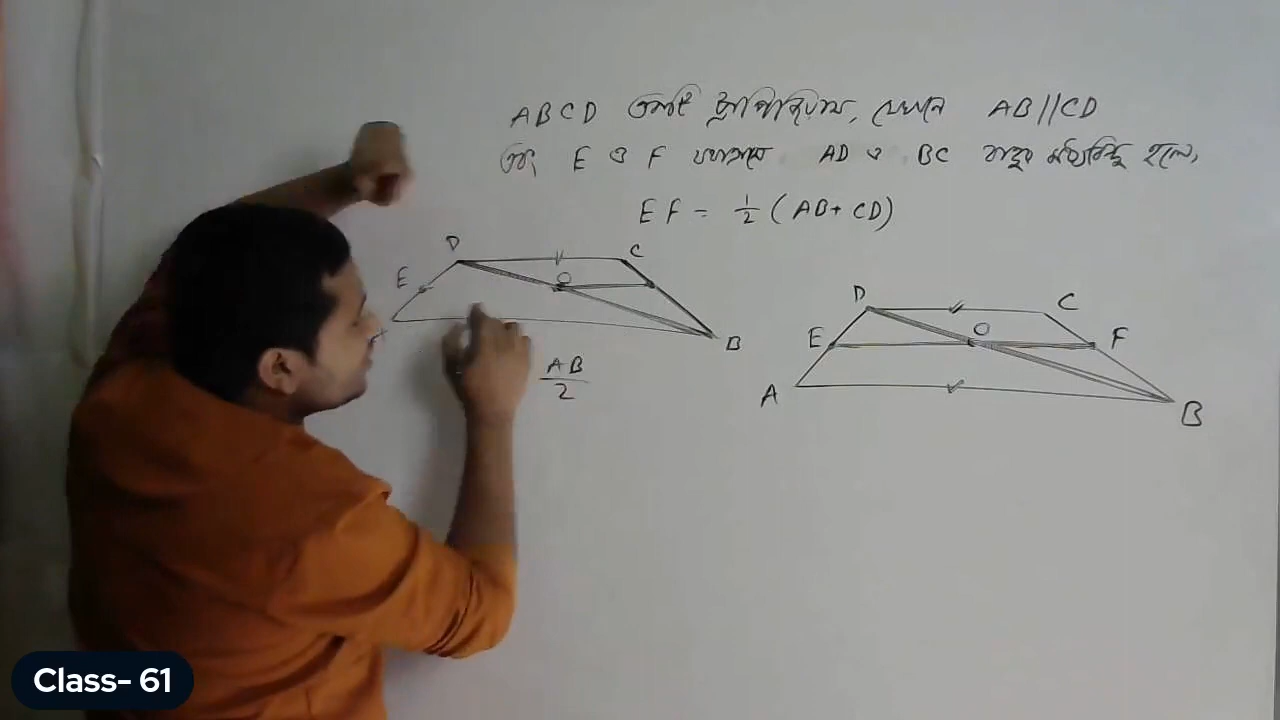 ABCD একটি ট্রাপিজিয়াম, যেখানে AB//CD
এবং E ও F যথাক্রমে AD ও BC বাহুর মধ্যবিন্দু হলে,
EF = 1/2 (AB + CD)
D C
E O
B
AB/2
D C
E O F
A B
Class- 61